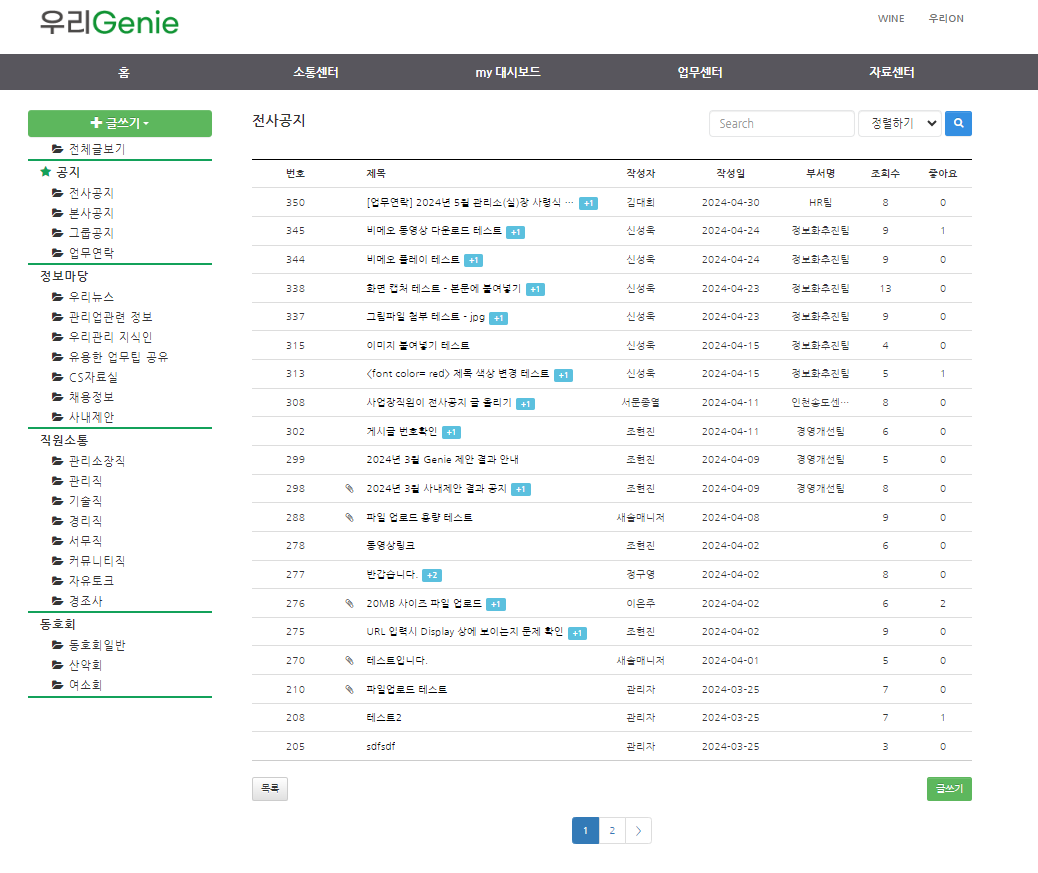 우리Genie
WINE 우리ON
홈 소통센터 my 대시보드 업무센터 자료센터
글쓰기
전체글보기
공지
전사공지
본사공지
그룹공지
업무연락
정보마당
우리뉴스
관리업관련 정보
우리관리 지식인
유용한 업무팁 공유
CS자료실
채용정보
사내제안
직원소통
관리소장직
관리직
기술직
경리직
서무직
커뮤니티직
자유토크
경조사
동호회
동호회일반
산악회
여소회
전사공지
Search 정렬하기
번호 제목 작성자 작성일 부서명 조회수 좋아요
350 [업무연락] 2024년 5월 관리소(실)장 사령식 … +1 김대희 2024-04-30 HR팀 8 0
345 비메오 동영상 다운로드 테스트 +1 신성욱 2024-04-24 정보화추진팀 9 1
344 비메오 플레이 테스트 +1 신성욱 2024-04-24 정보화추진팀 9 0
338 화면 캡처 테스트 - 본문에 붙여넣기 +1 신성욱 2024-04-23 정보화추진팀 13 0
337 그림파일 첨부 테스트 - jpg +1 신성욱 2024-04-23 정보화추진팀 9 0
315 이미지 붙여넣기 테스트 신성욱 2024-04-15 정보화추진팀 4 0
313 <font color= red> 제목 색상 변경 테스트 +1 신성욱 2024-04-15 정보화추진팀 5 1
308 사업장직원이 전사공지 글 올리기 +1 서문종열 2024-04-11 인천송도센… 8 0
302 게시글 번호확인 +1 조현진 2024-04-11 경영개선팀 6 0
299 2024년 3월 Genie 제안 결과 안내 조현진 2024-04-09 경영개선팀 5 0
298 2024년 3월 사내제안 결과 공지 +1 조현진 2024-04-09 경영개선팀 8 0
288 파일 업로드 용량 테스트 새솔매니저 2024-04-08 9 0
278 동영상링크 조현진 2024-04-02 6 0
277 반갑습니다. +2 정구영 2024-04-02 8 0
276 20MB 사이즈 파일 업로드 +1 이은주 2024-04-02 6 2
275 URL 입력시 Display 상에 보이는지 문제 확인 +1 조현진 2024-04-02 9 0
270 테스트입니다. 새솔매니저 2024-04-01 5 0
210 파일업로드 테스트 관리자 2024-03-25 7 0
208 테스트2 관리자 2024-03-25 7 1
205 sdfsdf 관리자 2024-03-25 3 0
목록 글쓰기
1 2